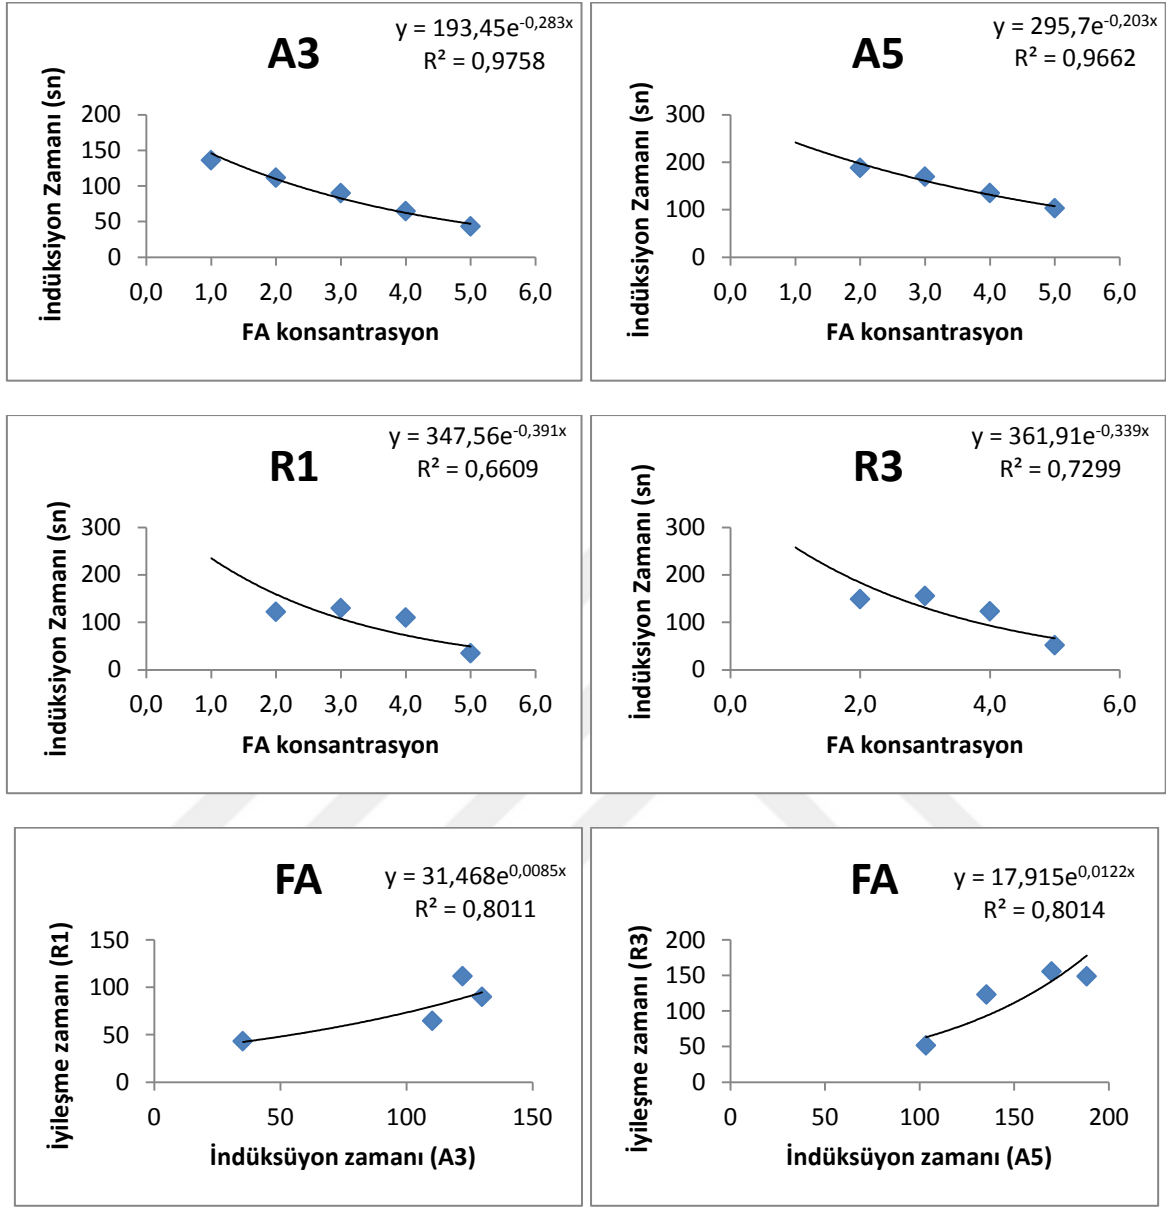 A3
y = 193,45e-0,283x
R² = 0,9758
İndüksiyon Zamanı (sn)
200
150
100
50
0
0,0 1,0 2,0 3,0 4,0 5,0 6,0
FA konsantrasyon
A5
y = 295,7e-0,203x
R² = 0,9662
İndüksiyon Zamanı (sn)
300
200
100
0
0,0 1,0 2,0 3,0 4,0 5,0 6,0
FA konsantrasyon
R1
y = 347,56e-0,391x
R² = 0,6609
İndüksiyon Zamanı (sn)
300
200
100
0
0,0 1,0 2,0 3,0 4,0 5,0 6,0
FA konsantrasyon
R3
y = 361,91e-0,339x
R² = 0,7299
İndüksiyon Zamanı (sn)
300
200
100
0
0,0 2,0 4,0 6,0
FA konsantrasyon
FA
y = 31,468e0,0085x
R² = 0,8011
İyileşme zamanı (R1)
150
100
50
0
0 50 100 150
İndüksüyon zamanı (A3)
FA
y = 17,915e0,0122x
R² = 0,8014
İyileşme zamanı (R3)
200
150
100
50
0
0 50 100 150 200
İndüksüyon zamanı (A5)